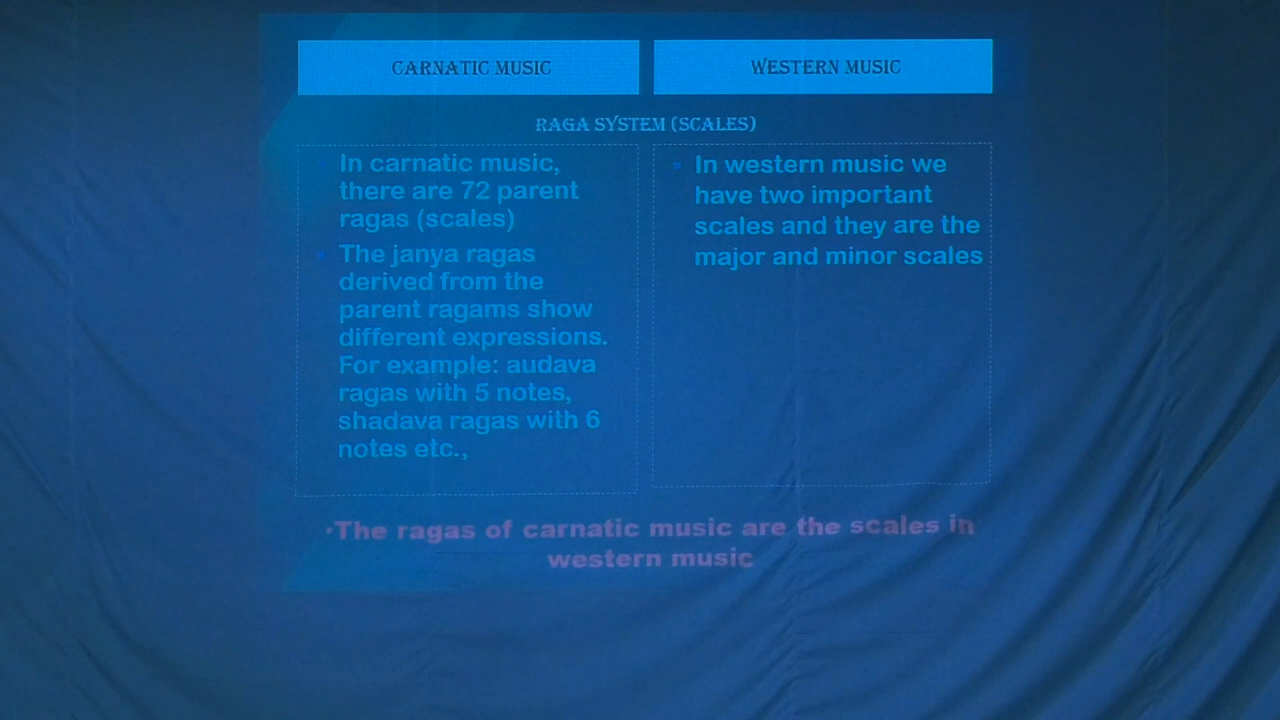 CARNATIC MUSIC
WESTERN MUSIC
RAGA SYSTEM (SCALES)
In carnatic music,
there are 72 parent
ragas (scales)
The janya ragas
derived from the
parent ragams show
different expressions.
For example: audava
ragas with 5 notes,
shadava ragas with 6
notes etc.,
• In western music we
have two important
scales and they are the
major and minor scales
•The ragas of carnatic music are the scales in
western music